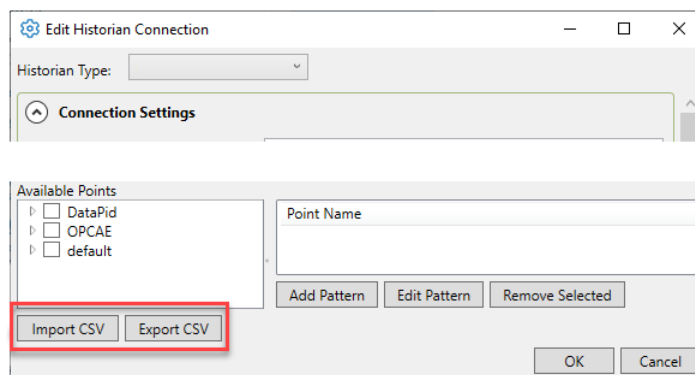 Edit Historian Connection
Historian Type:
Connection Settings
Available Points
DataPid
OPCAE
default
Point Name
Add Pattern Edit Pattern Remove Selected
Import CSV Export CSV
OK Cancel